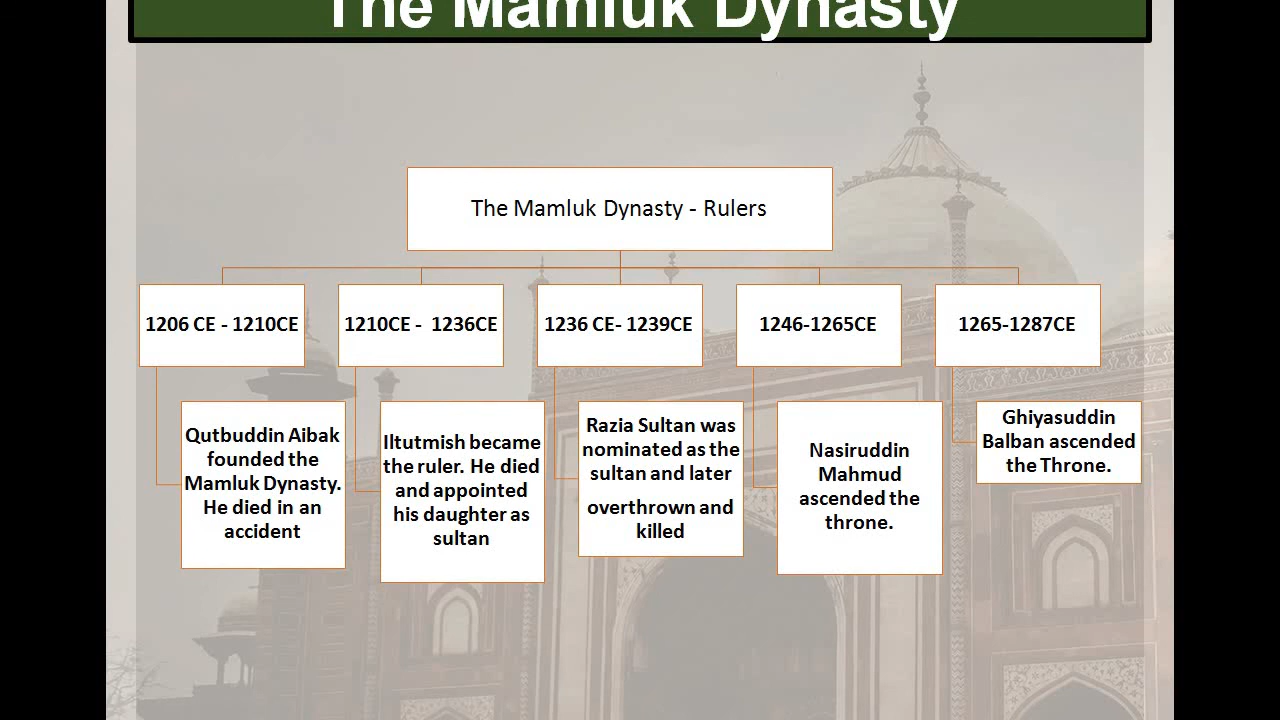 The Mamluk Dynasty
The Mamluk Dynasty - Rulers
1206 CE - 1210CE
1210CE -  1236CE
1236 CE- 1239CE
1246-1265CE
1265-1287CE
Qutbuddin Aibak
founded the
Mamluk Dynasty.
He died in an
accident
Iltutmish became
the ruler. He died
and appointed
his daughter as
sultan
Razia Sultan was
nominated as the
sultan and later
overthrown and
killed
Nasiruddin
Mahmud
ascended the
throne.
Ghiyasuddin
Balban ascended
the Throne.